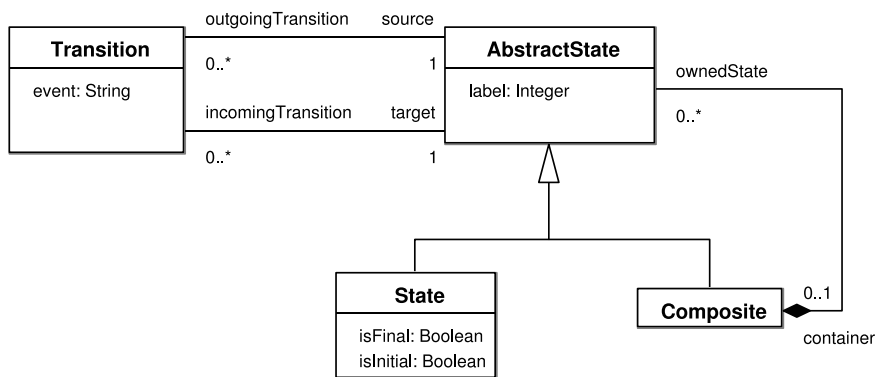 outgoingTransition source
Transition
AbstractState
0..* 1
ownedState
event: String
label: Integer
incomingTransition target
0..*
0..* 1
State
0..1
Composite
isFinal: Boolean
container
isInitial: Boolean